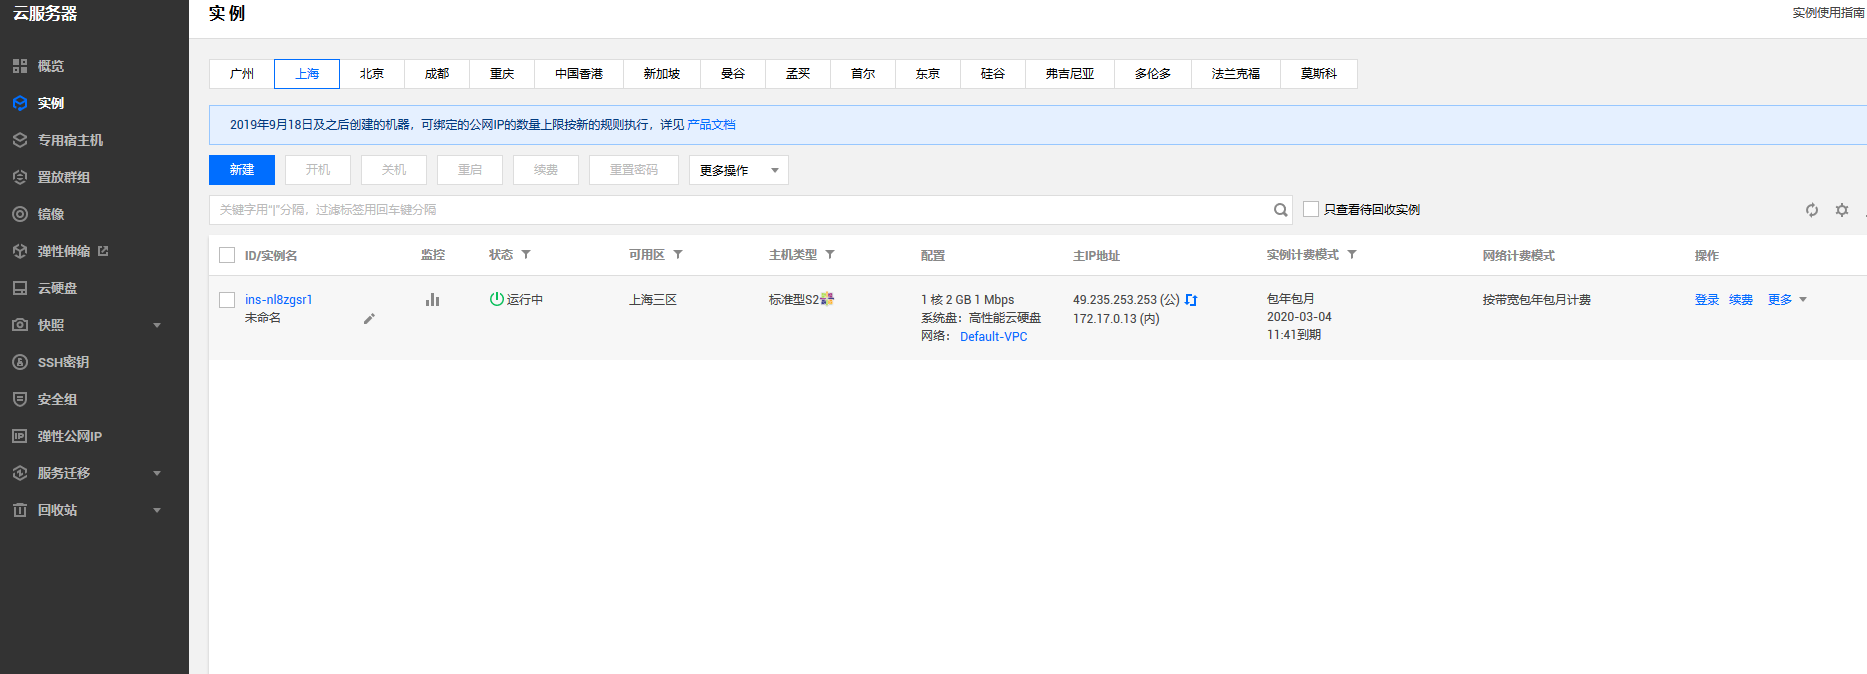 云服务器
概览
实例
专用宿主机
置放群组
镜像
弹性伸缩
云硬盘
快照
SSH密钥
安全组
弹性公网IP
服务迁移
回收站
实例
实例使用指南
广州 上海 北京 成都 重庆 中国香港 新加坡 曼谷 孟买 首尔 东京 硅谷 弗吉尼亚 多伦多 法兰克福 莫斯科
2019年9月18日及之后创建的机器，可绑定的公网IP的数量上限按新的规则执行，详见 产品文档
新建 开机 关机 重启 续费 重置密码 更多操作
关键字用"|"分隔，过滤标签用回车键分隔
只查看待回收实例
ID/实例名 监控 状态 可用区 主机类型 配置 主IP地址 实例计费模式 网络计费模式 操作
ins-nl8zgsr1
未命名
运行中
上海三区
标准型S2
1 核 2 GB 1 Mbps
系统盘：高性能云硬盘
网络： Default-VPC
49.235.253.253 (公)
172.17.0.13 (内)
包年包月
2020-03-04
11:41到期
按带宽包年包月计费
登录 续费 更多